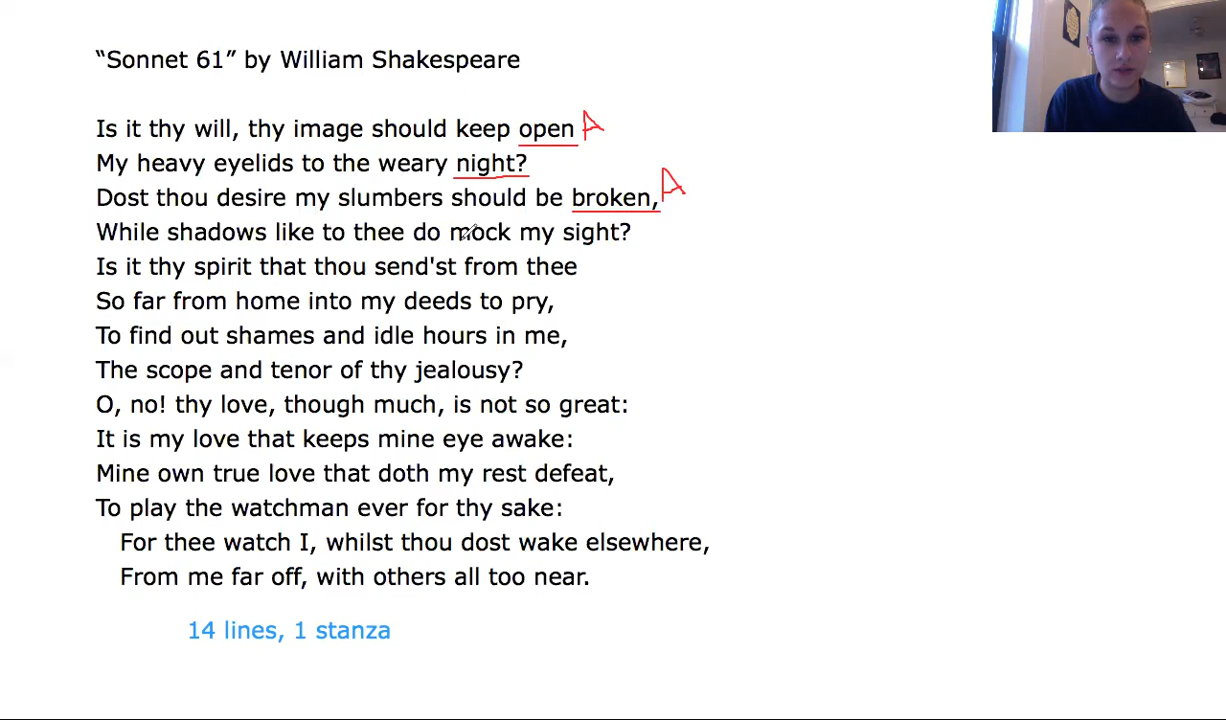 “Sonnet 61” by William Shakespeare
Is it thy will, thy image should keep open A
My heavy eyelids to the weary night?
Dost thou desire my slumbers should be broken, A
While shadows like to thee do mock my sight?
Is it thy spirit that thou send'st from thee
So far from home into my deeds to pry,
To find out shames and idle hours in me,
The scope and tenor of thy jealousy?
O, no! thy love, though much, is not so great:
It is my love that keeps mine eye awake:
Mine own true love that doth my rest defeat,
To play the watchman ever for thy sake:
For thee watch I, whilst thou dost wake elsewhere,
From me far off, with others all too near.
14 lines, 1 stanza